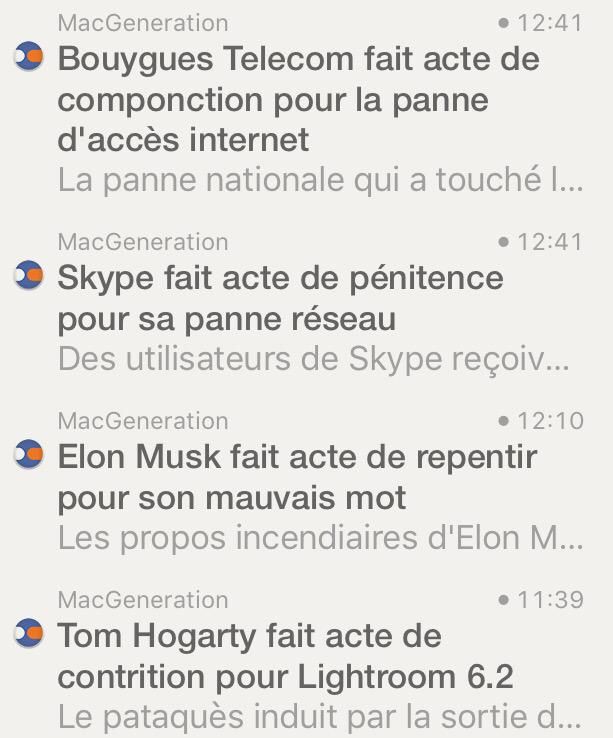 MacGeneration • 12:41
Bouygues Telecom fait acte de
componction pour la panne
d'accès internet
La panne nationale qui a touché l...
MacGeneration • 12:41
Skype fait acte de pénitence
pour sa panne réseau
Des utilisateurs de Skype reçoiv...
MacGeneration • 12:10
Elon Musk fait acte de repentir
pour son mauvais mot
Les propos incendiaires d'Elon M...
MacGeneration • 11:39
Tom Hogarty fait acte de
contrition pour Lightroom 6.2
Le pataquès induit par la sortie d...